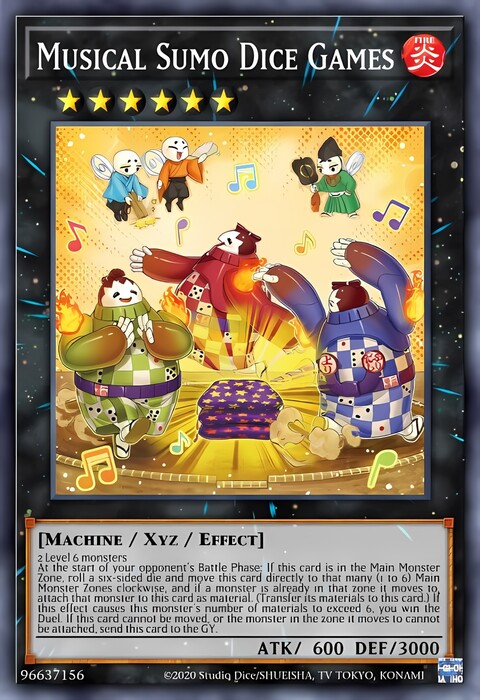 MUSICAL SUMO DICE GAMES
FIRE
炎
[MACHINE / XYZ / EFFECT]
2 Level 6 monsters
At the start of your opponent's Battle Phase: If this card is in the Main Monster
Zone, roll a six-sided die and move this card directly to that many (1 to 6) Main
Monster Zones clockwise, and if a monster is already in that zone it moves to,
attach that monster to this card as material. (Transfer its materials to this card.) If
this effect causes this monster's number of materials to exceed 6, you win the
Duel. If this card cannot be moved, or the monster in the zone it moves to cannot
be attached, send this card to the GY.
ATK/ 600 DEF/3000
96637156
©2020 Studio Dice/SHUEISHA, TV TOKYO, KONAMI